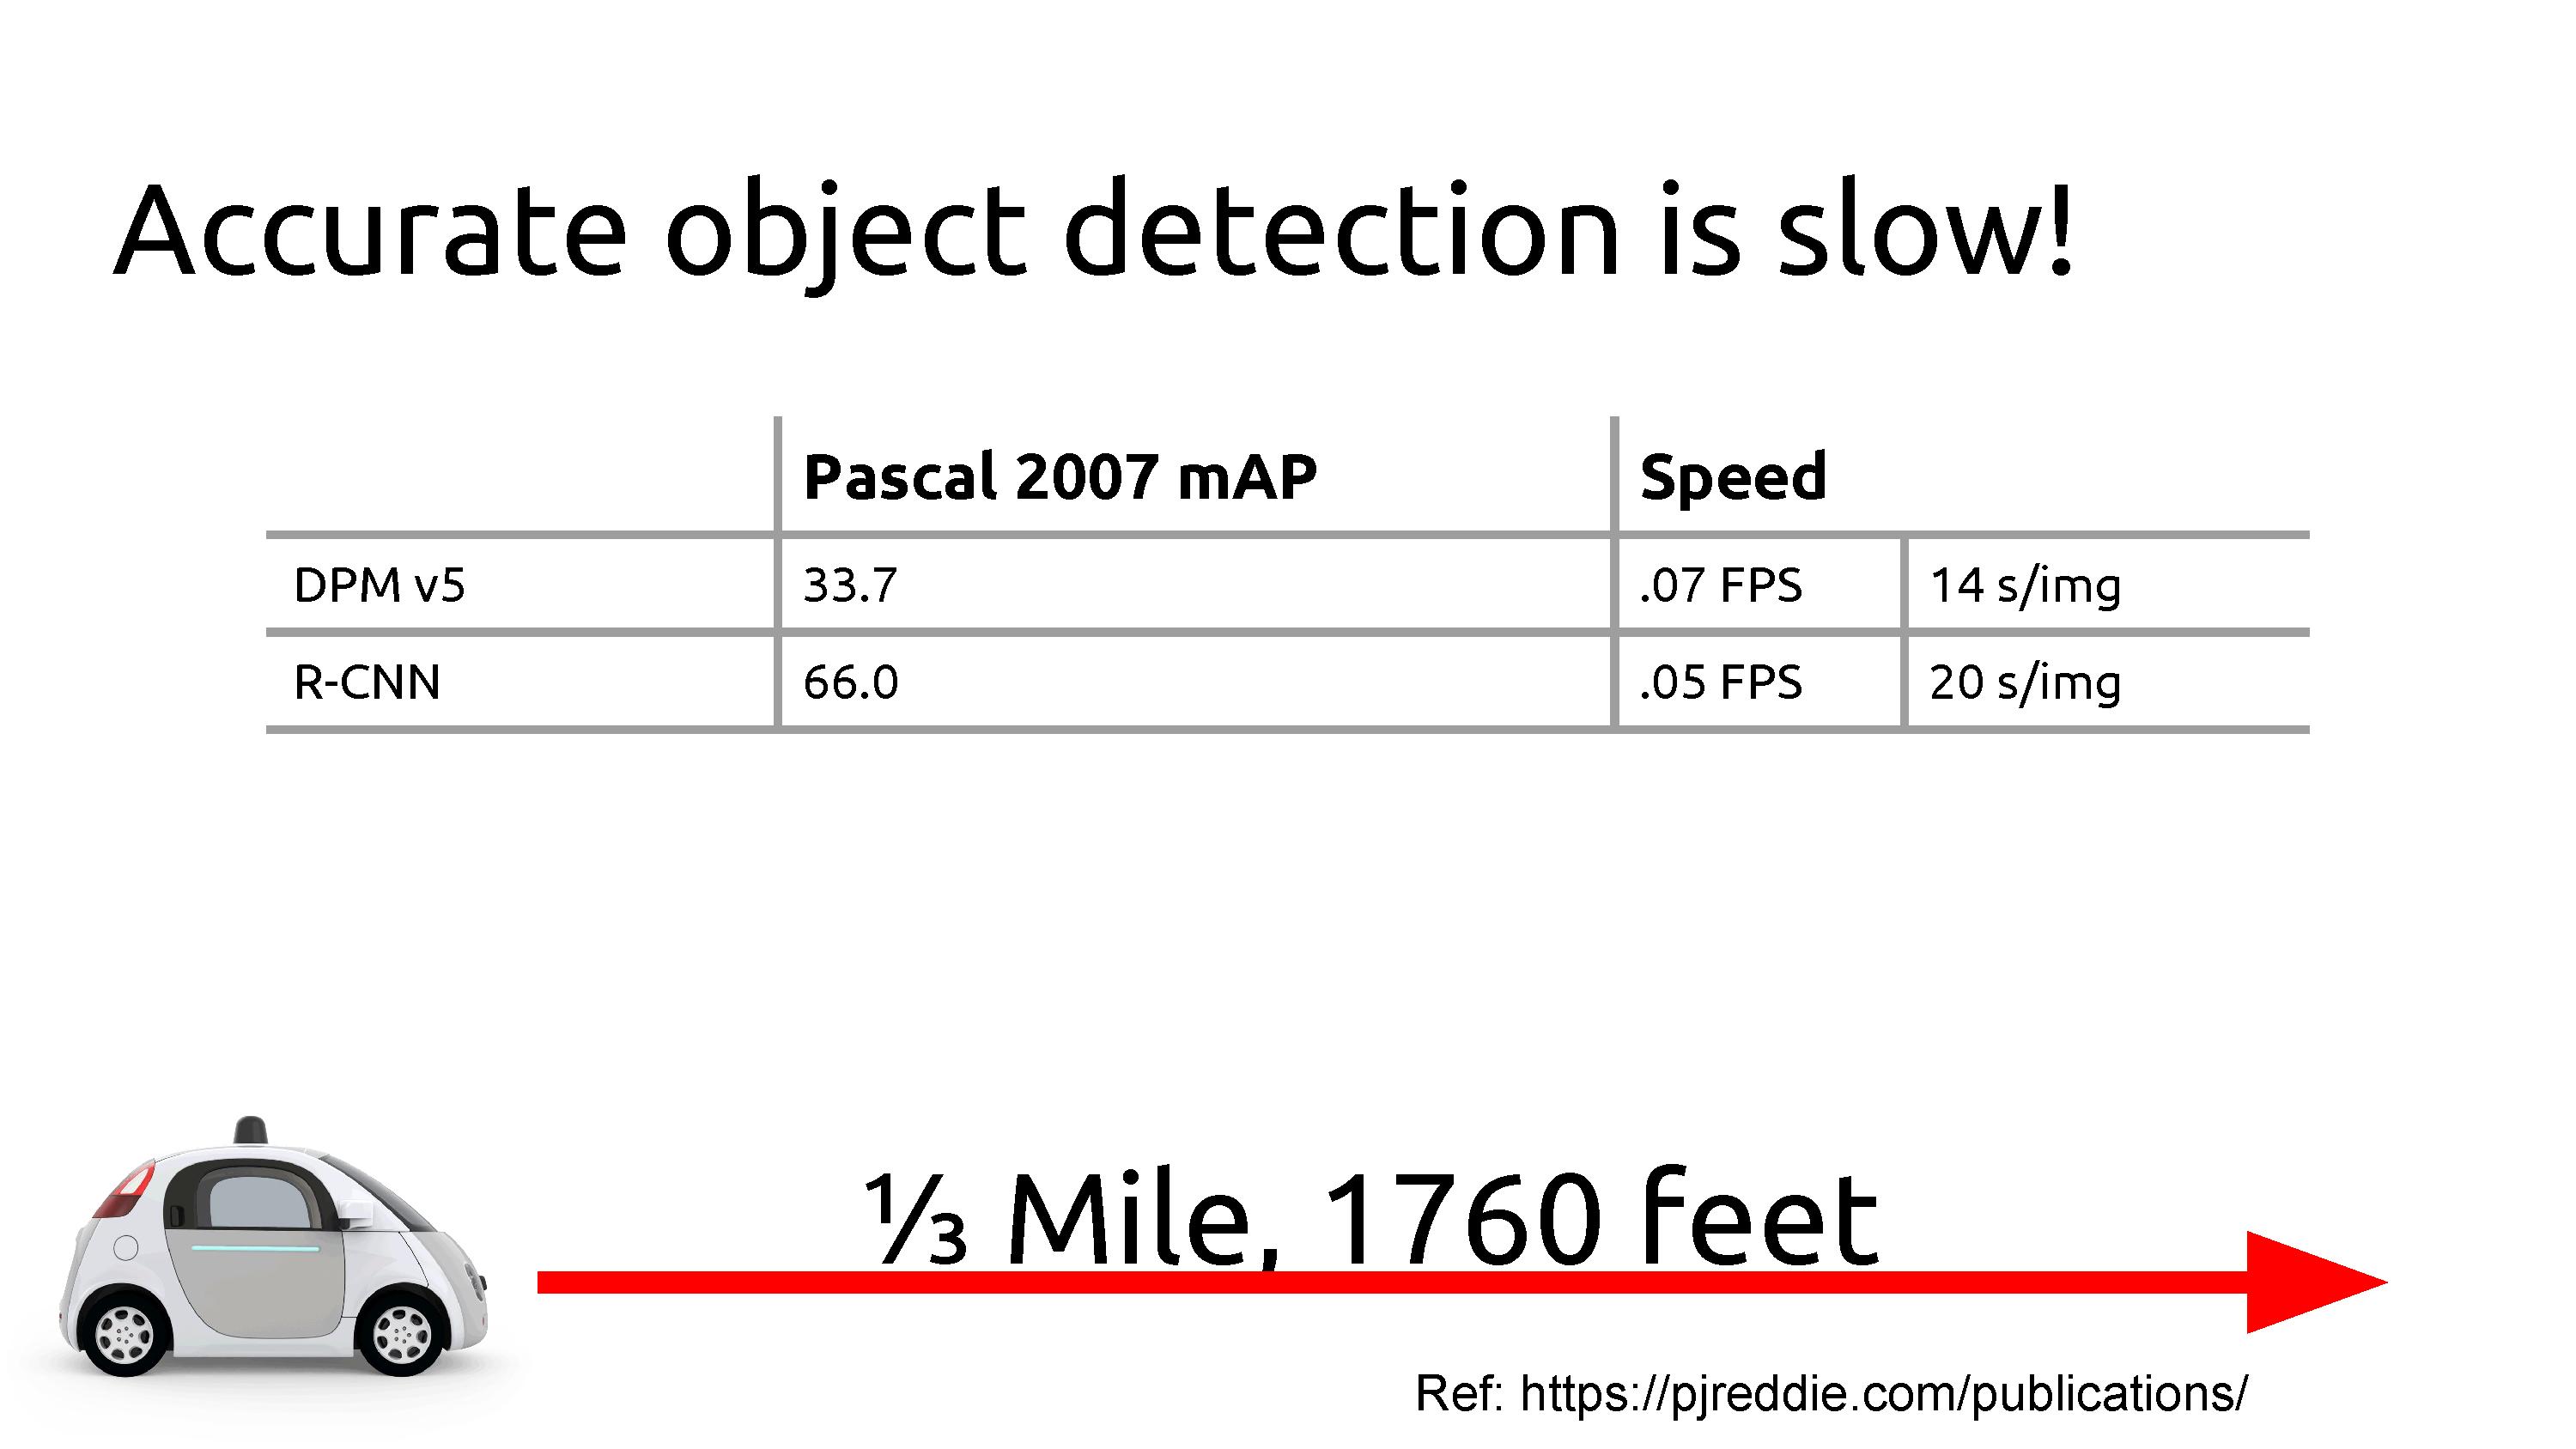 Accurate object detection is slow!
Pascal 2007 mAP Speed
DPM v5 33.7 .07 FPS 14 s/img
R-CNN 66.0 .05 FPS 20 s/img
⅓ Mile, 1760 feet
Ref: https://pjreddie.com/publications/